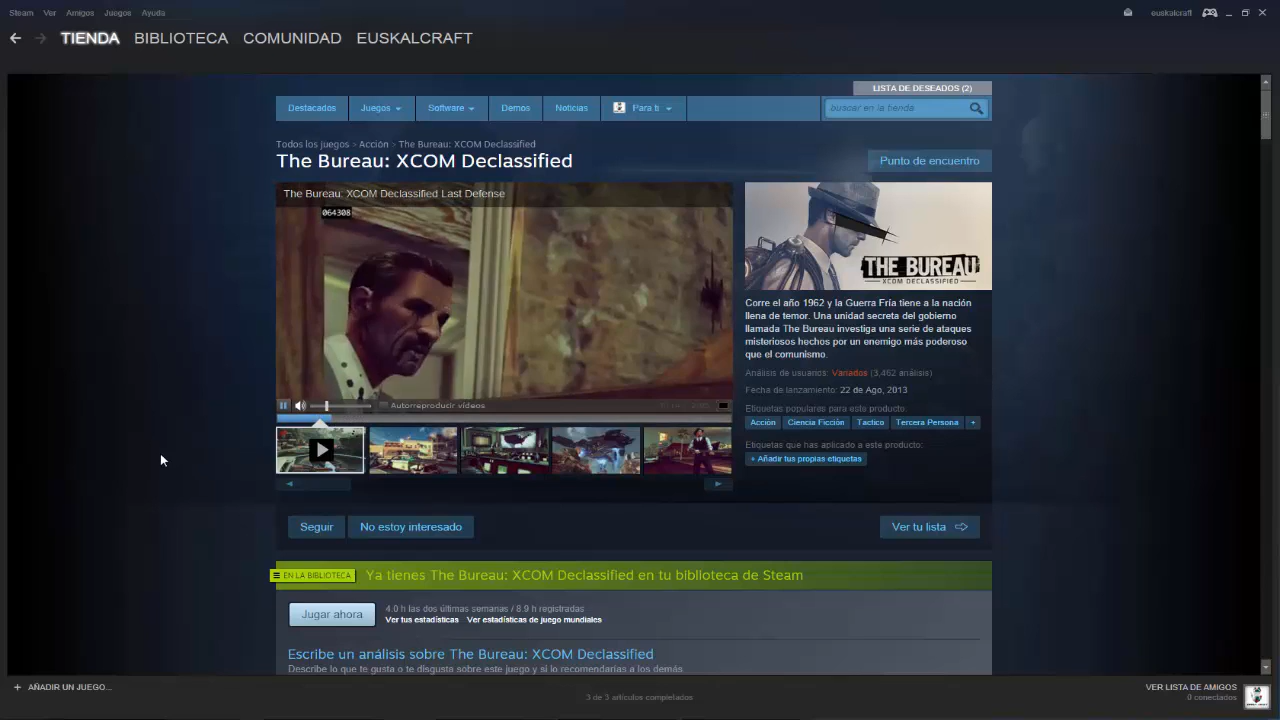 Steam Ver Amigos Juegos Ayuda
euskalcraft
TIENDA BIBLIOTECA COMUNIDAD EUSKALCRAFT
LISTA DE DESEADOS (2)
Destacados Juegos Software Demos Noticias Para ti
buscar en la tienda
Todos los juegos > Acción > The Bureau: XCOM Declassified
The Bureau: XCOM Declassified
Punto de encuentro
The Bureau: XCOM Declassified Last Defense
064308
THE BUREAU
XCOM DECLASSIFIED
Corre el año 1962 y la Guerra Fría tiene a la nación
llena de temor. Una unidad secreta del gobierno
llamada The Bureau investiga una serie de ataques
misteriosos hechos por un enemigo más poderoso
que el comunismo.
Análisis de usuarios: Variados (3,462 análisis)
Fecha de lanzamiento: 22 de Ago, 2013
Etiquetas populares para este producto:
Acción Ciencia Ficción Táctico Tercera Persona +
Etiquetas que has aplicado a este producto:
+ Añadir tus propias etiquetas
Autorreproducir vídeos
Seguir No estoy interesado Ver tu lista
EN LA BIBLIOTECA Ya tienes The Bureau: XCOM Declassified en tu biblioteca de Steam
Jugar ahora
4.0 h las dos últimas semanas / 8.9 h registradas
Ver tus estadísticas Ver estadísticas de juego mundiales
Escribe un análisis sobre The Bureau: XCOM Declassified
Describe lo que te gusta o te disgusta sobre este juego y si lo recomendarías a los demás.
+ AÑADIR UN JUEGO...
3 de 3 artículos completados
VER LISTA DE AMIGOS
0 conectados